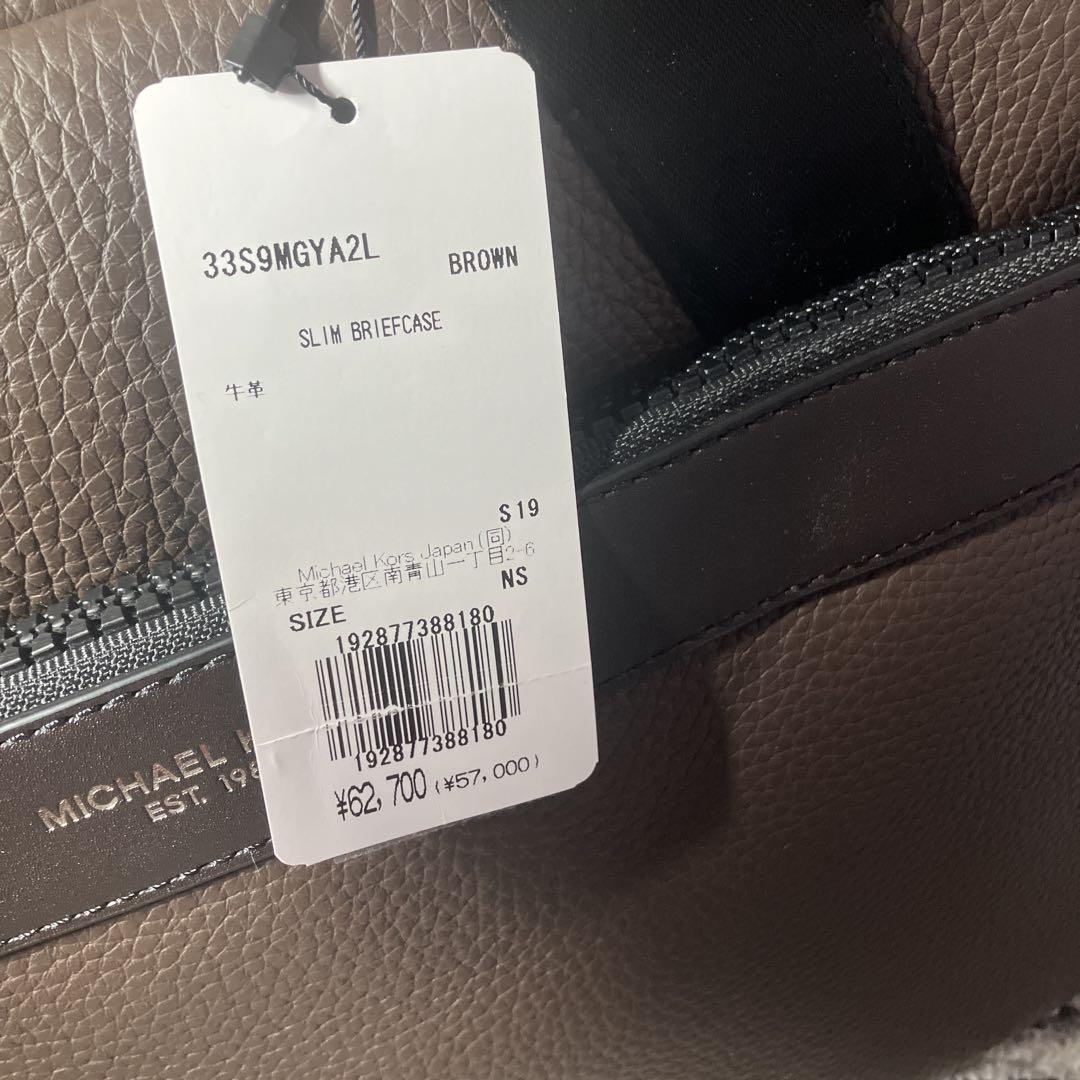 33S9MGYA2L BROWN
SLIM BRIEFCASE
牛革
S19
Michael Kors Japan(同)
東京都港区南青山一丁目2-6
SIZE NS
192877388180
192877388180
¥62,700(¥57,000)
MICHAEL
EST. 198